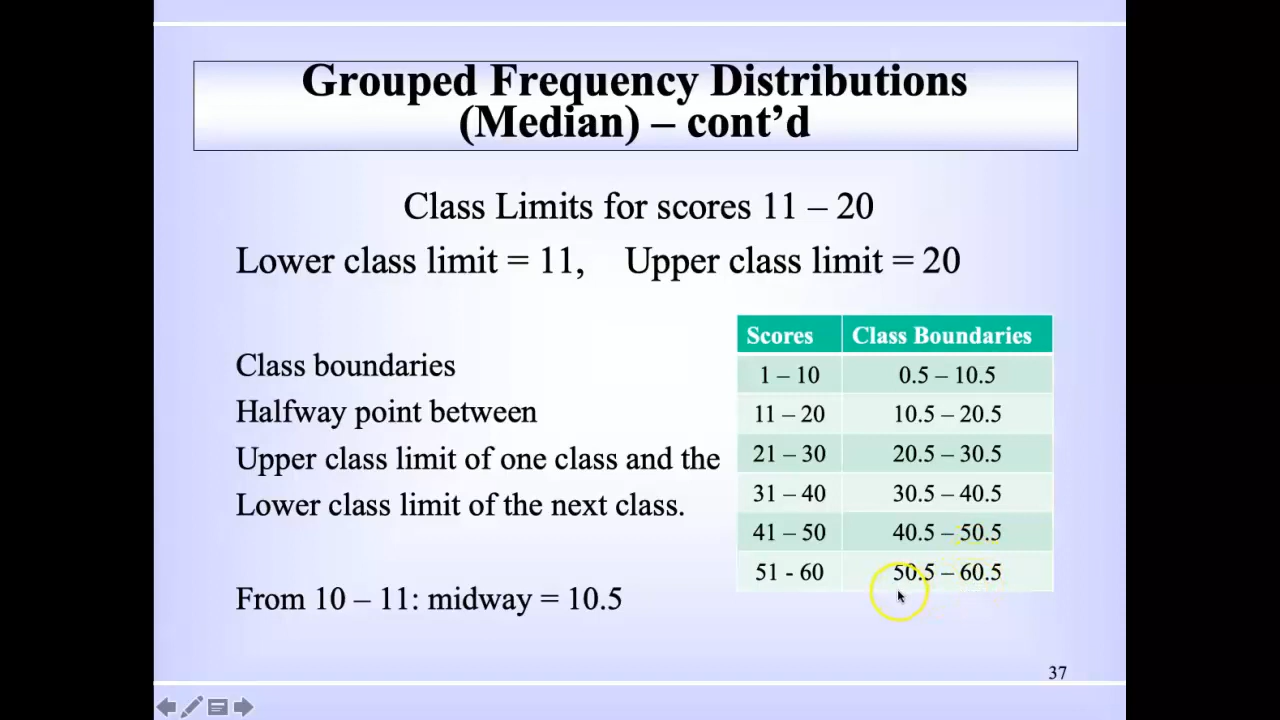 Grouped Frequency Distributions
(Median) – cont’d
Class Limits for scores 11 – 20
Lower class limit = 11, Upper class limit = 20
Class boundaries
Halfway point between
Upper class limit of one class and the
Lower class limit of the next class.
From 10 – 11: midway = 10.5
Scores Class Boundaries
1 – 10 0.5 – 10.5
11 – 20 10.5 – 20.5
21 – 30 20.5 – 30.5
31 – 40 30.5 – 40.5
41 – 50 40.5 – 50.5
51 - 60 50.5 – 60.5
37